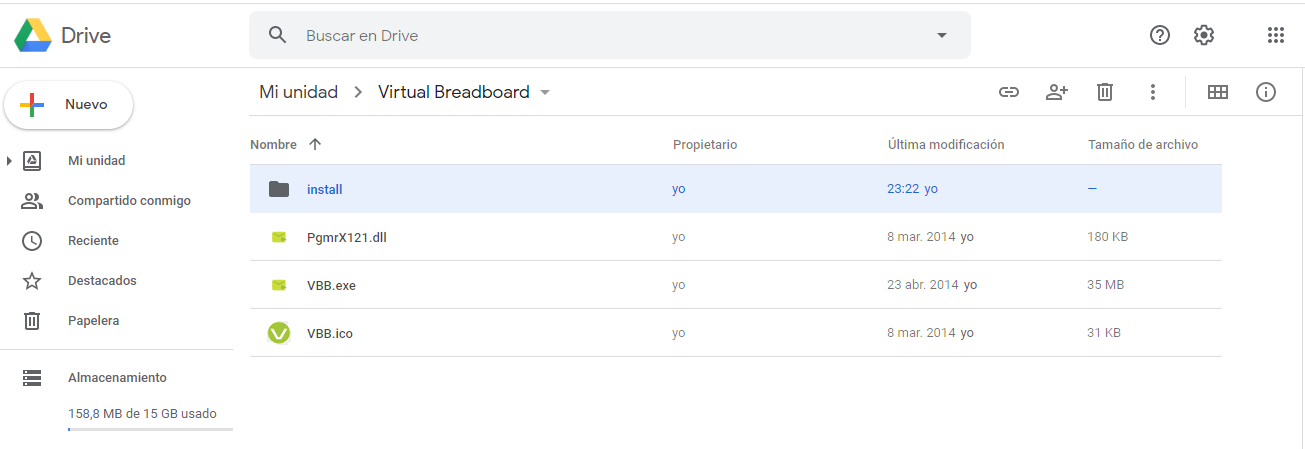 Drive
Buscar en Drive
Nuevo
Mi unidad
Compartido conmigo
Reciente
Destacados
Papelera
Almacenamiento
158,8 MB de 15 GB usado
Mi unidad > Virtual Breadboard
Nombre Propietario Última modificación Tamaño de archivo
install yo 23:22 yo —
PgmrX121.dll yo 8 mar. 2014 yo 180 KB
VBB.exe yo 23 abr. 2014 yo 35 MB
VBB.ico yo 8 mar. 2014 yo 31 KB